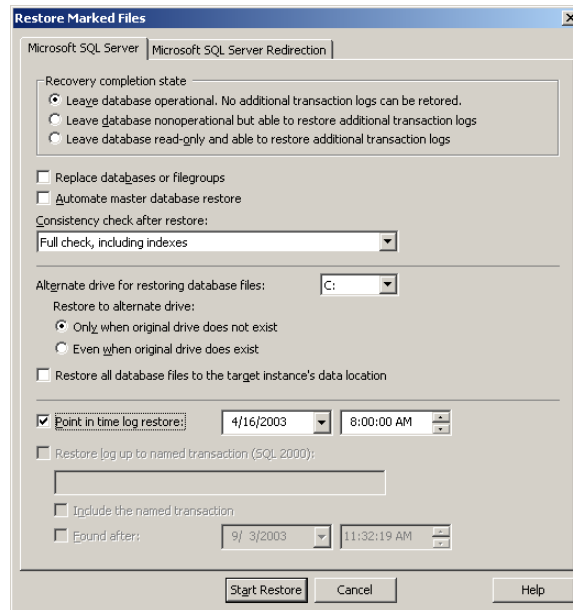 Restore Marked Files
Microsoft SQL Server Microsoft SQL Server Redirection
Recovery completion state
Leave database operational. No additional transaction logs can be retored.
Leave database nonoperational but able to restore additional transaction logs
Leave database read-only and able to restore additional transaction logs
Replace databases or filegroups
Automate master database restore
Consistency check after restore:
Full check, including indexes
Alternate drive for restoring database files: C:
Restore to alternate drive:
Only when original drive does not exist
Even when original drive does exist
Restore all database files to the target instance's data location
Point in time log restore: 4/16/2003 8:00:00 AM
Restore log up to named transaction (SQL 2000):
Include the named transaction
Found after: 9/ 3/2003 11:32:19 AM
Start Restore Cancel Help